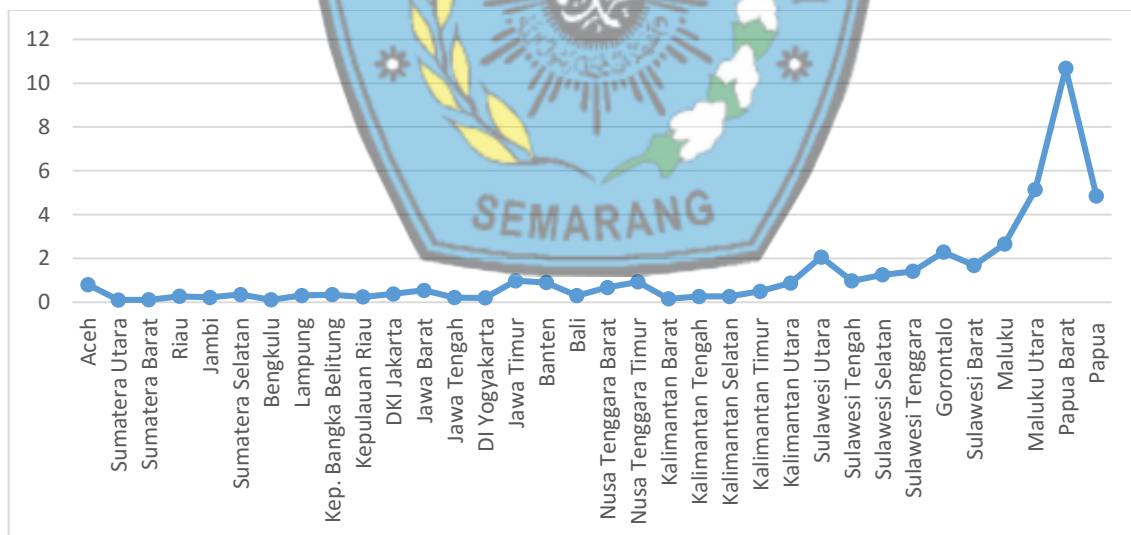 12
10
8
6
4
2
0
SEMARANG
Aceh
Sumatera Utara
Sumatera Barat
Riau
Jambi
Sumatera Selatan
Bengkulu
Lampung
Kep. Bangka Belitung
Kepulauan Riau
DKI Jakarta
Jawa Barat
Jawa Tengah
DI Yogyakarta
Jawa Timur
Banten
Bali
Nusa Tenggara Barat
Nusa Tenggara Timur
Kalimantan Barat
Kalimantan Tengah
Kalimantan Selatan
Kalimantan Timur
Kalimantan Utara
Sulawesi Utara
Sulawesi Tengah
Sulawesi Selatan
Sulawesi Tenggara
Gorontalo
Sulawesi Barat
Maluku
Maluku Utara
Papua Barat
Papua